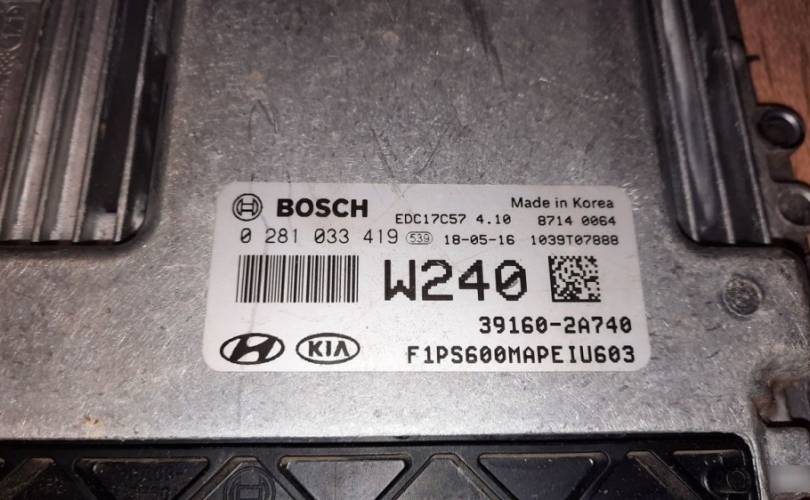 BOSCH EDC17C57 4.10 Made in Korea 8714 0064
0 281 033 419 539 18-05-16 1039T07888
W240
39160-2A740
KIA F1PS600MAPEIU603